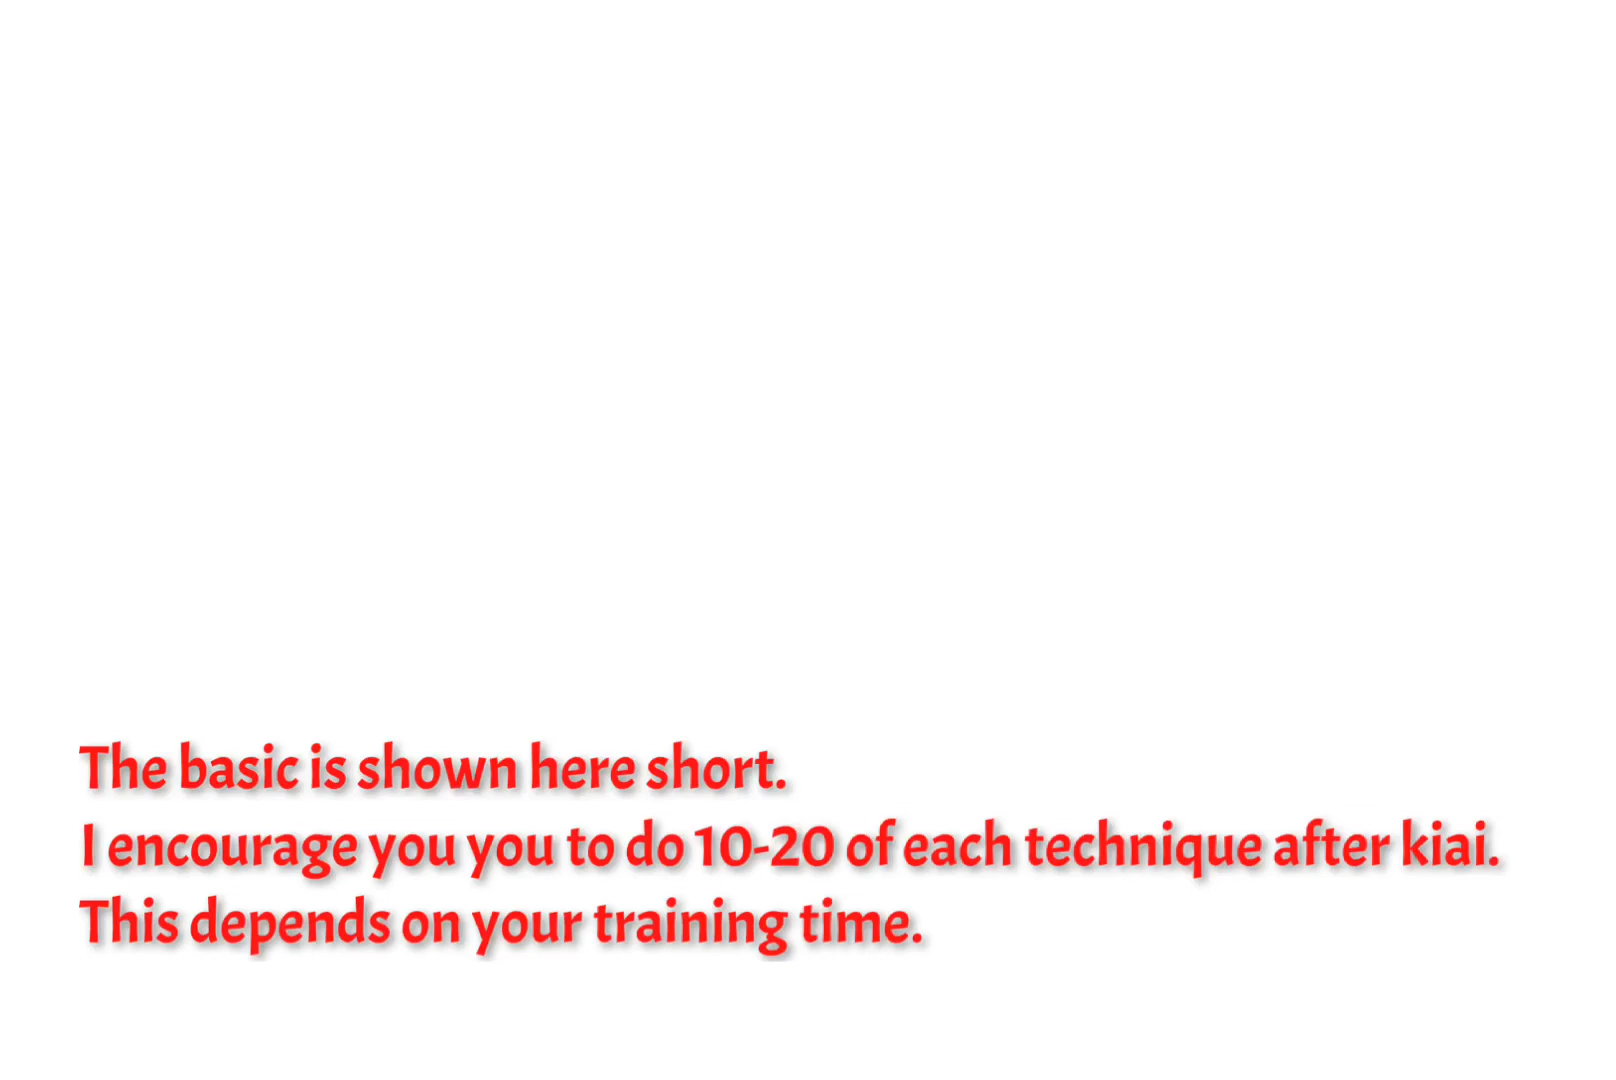 The basic is shown here short.
I encourage you you to do 10-20 of each technique after kiai.
This depends on your training time.